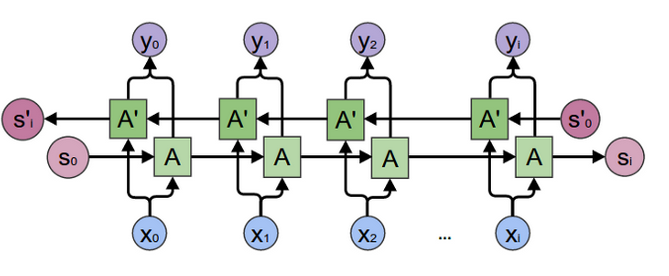 y₀ y₁ y₂ yᵢ
s'ᵢ A' A' A' A' s'₀
s₀ A A A A sᵢ
x₀ x₁ x₂ ... xᵢ